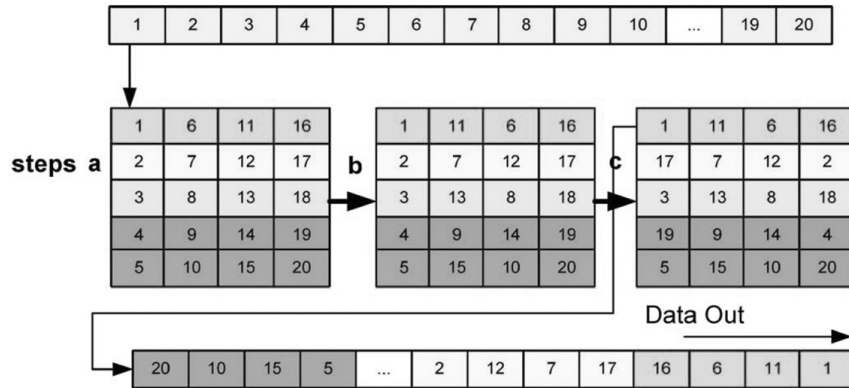 1 2 3 4 5 6 7 8 9 10 ... 19 20
steps a b c
1 6 11 16 1 11 6 16 1 11 6 16
2 7 12 17 2 7 12 17 17 7 12 2
3 8 13 18 3 13 8 18 3 13 8 18
4 9 14 19 4 9 14 19 19 9 14 4
5 10 15 20 5 15 10 20 5 15 10 20
Data Out
20 10 15 5 ... 2 12 7 17 16 6 11 1